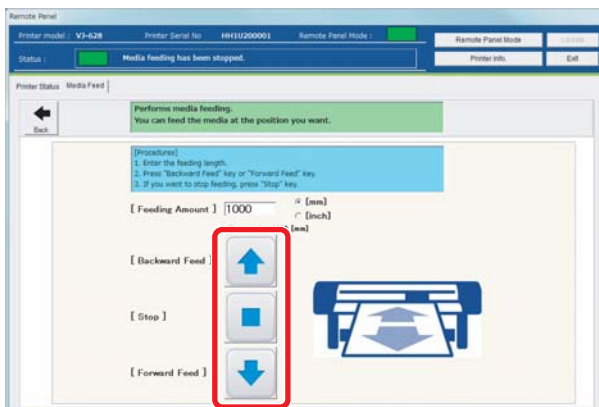 Remote Panel
Printer model : VJ-628 Printer Serial No HH1U200001 Remote Panel Mode : Remote Panel Mode
Status : Media feeding has been stopped. Printer Info. Exit
Printer Status Media Feed
Back
Performs media feeding.
You can feed the media at the position you want.
[Procedures]
1. Enter the feeding length.
2. Press "Backward Feed" key or "Forward Feed" key.
3. If you want to stop feeding, press "Stop" key.
[ Feeding Amount ] 1000 [mm]
[inch]
[mm]
[ Backward Feed ]
[ Stop ]
[ Forward Feed ]